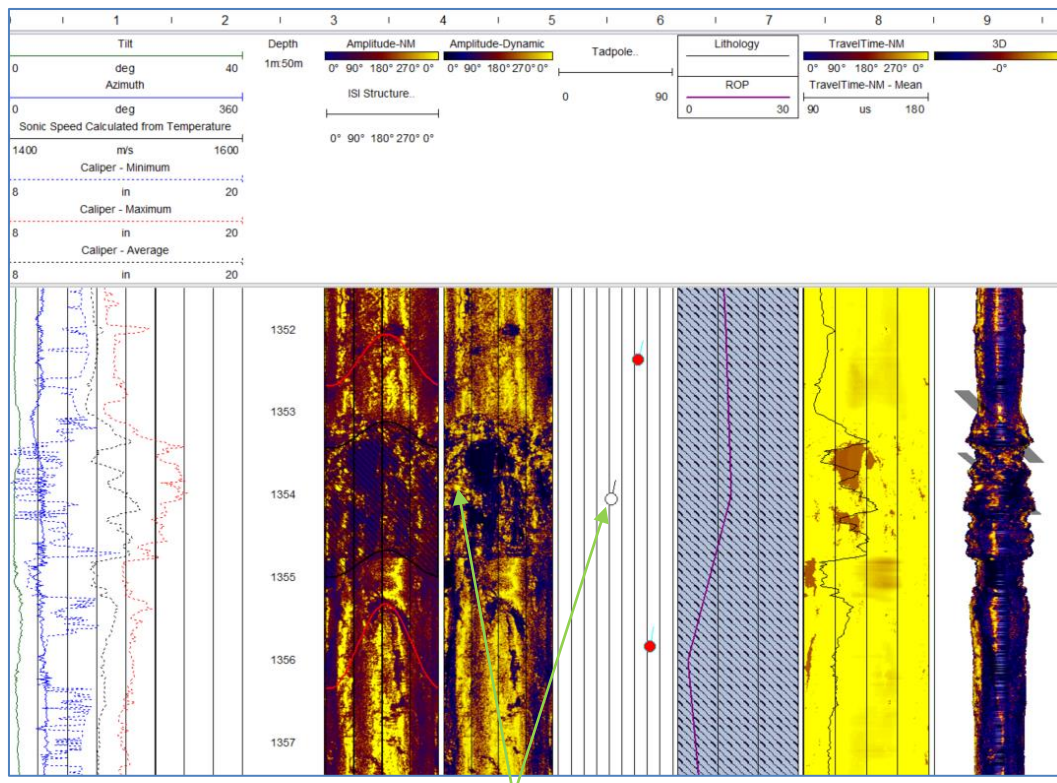 0 1 2 3 4 5 6 7 8 9
Tilt
0 deg 40
Azimuth
0 deg 360
Sonic Speed Calculated from Temperature
1400 m/s 1600
Caliper - Minimum
8 in 20
Caliper - Maximum
8 in 20
Caliper - Average
8 in 20
Depth
1m:50m
Amplitude-NM
0° 90° 180° 270° 0°
ISI Structure..
0° 90° 180° 270° 0°
Amplitude-Dynamic
0° 90° 180° 270° 0°
Tadpole..
0 90
Lithology
ROP
0 30
TravelTime-NM
0° 90° 180° 270° 0°
TravelTime-NM - Mean
90 us 180
3D
-0°
1352
1353
1354
1355
1356
1357